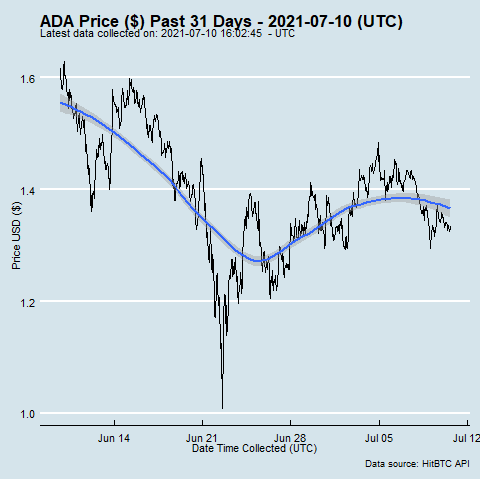 ADA Price ($) Past 31 Days - 2021-07-10 (UTC)
Latest data collected on: 2021-07-10 16:02:45  - UTC
1.6
1.4
1.2
1.0
Price USD ($)
Jun 14
Jun 21
Jun 28
Jul 05
Jul 12
Date Time Collected (UTC)
Data source: HitBTC API